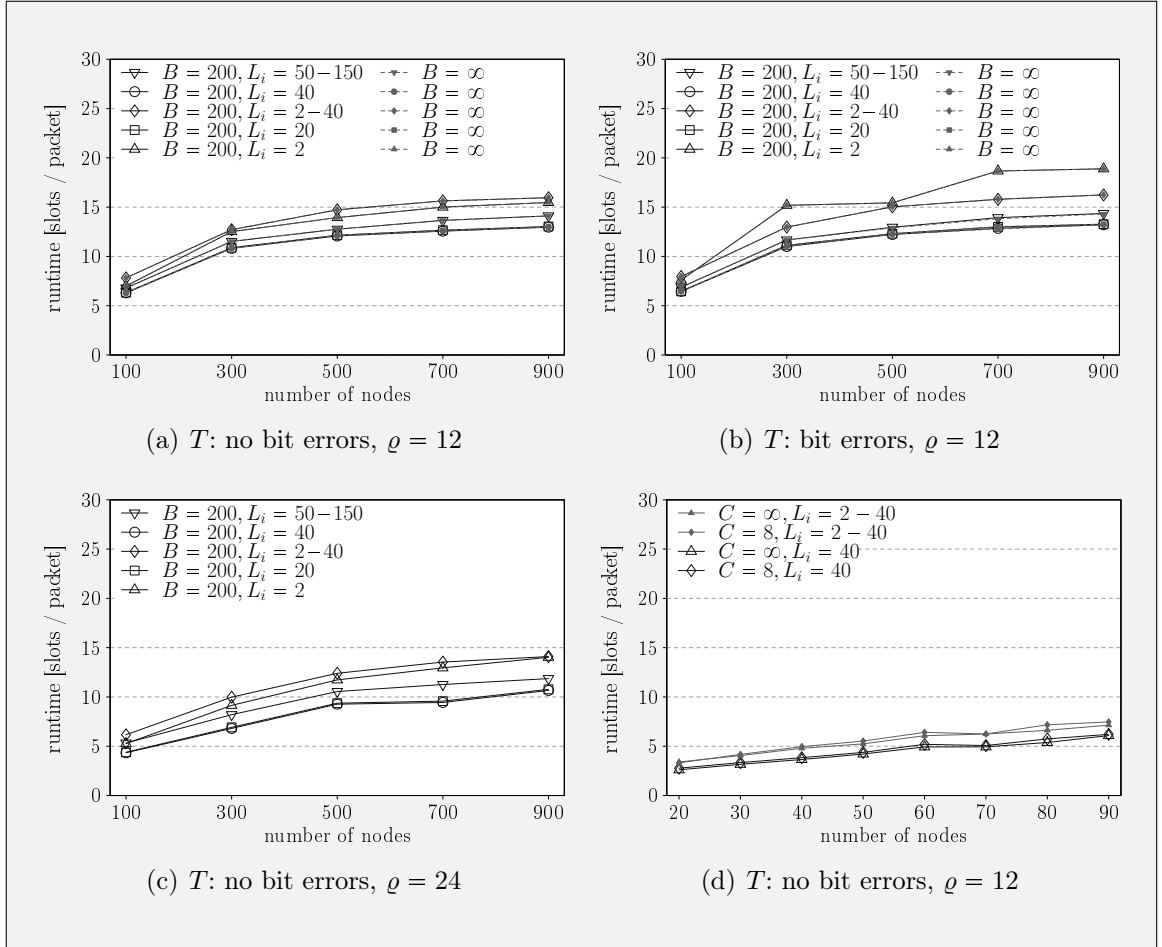 runtime [slots / packet]
30
25
20
15
10
5
0
B = 200, L_i = 50−150
B = 200, L_i = 40
B = 200, L_i = 2−40
B = 200, L_i = 20
B = 200, L_i = 2
B = ∞
B = ∞
B = ∞
B = ∞
B = ∞
100 300 500 700 900
number of nodes
(a) T: no bit errors, ϱ = 12
runtime [slots / packet]
30
25
20
15
10
5
0
B = 200, L_i = 50−150
B = 200, L_i = 40
B = 200, L_i = 2−40
B = 200, L_i = 20
B = 200, L_i = 2
B = ∞
B = ∞
B = ∞
B = ∞
B = ∞
100 300 500 700 900
number of nodes
(b) T: bit errors, ϱ = 12
runtime [slots / packet]
30
25
20
15
10
5
0
B = 200, L_i = 50−150
B = 200, L_i = 40
B = 200, L_i = 2−40
B = 200, L_i = 20
B = 200, L_i = 2
100 300 500 700 900
number of nodes
(c) T: no bit errors, ϱ = 24
runtime [slots / packet]
30
25
20
15
10
5
0
C = ∞, L_i = 2 − 40
C = 8, L_i = 2 − 40
C = ∞, L_i = 40
C = 8, L_i = 40
20 30 40 50 60 70 80 90
number of nodes
(d) T: no bit errors, ϱ = 12